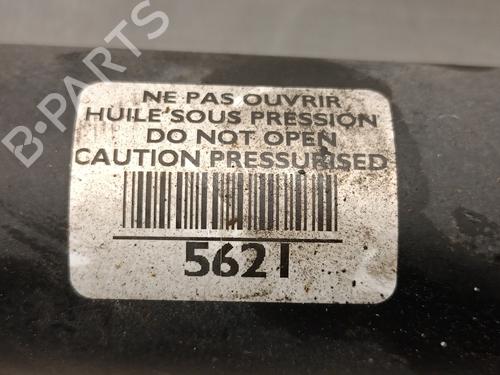 B-PARTS
NE PAS OUVRIR
HUILE SOUS PRESSION
DO NOT OPEN
CAUTION PRESSURISED
5621